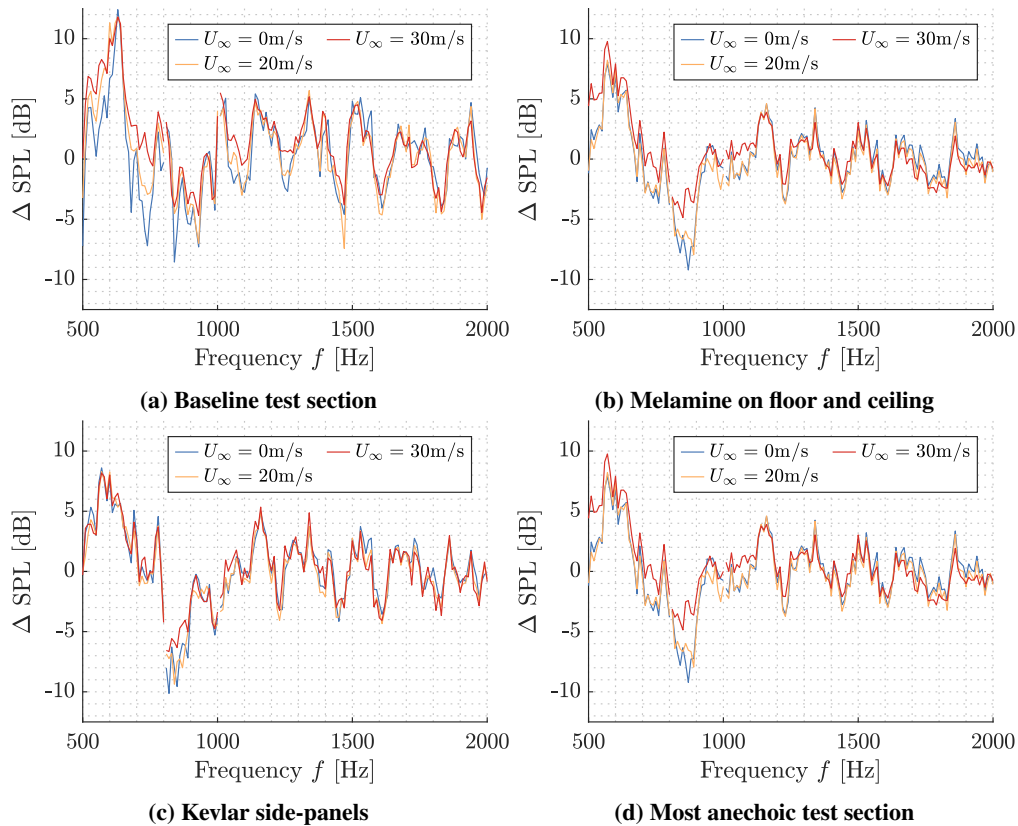 10
5
0
-5
-10
Δ SPL [dB]
U∞ = 0m/s
U∞ = 30m/s
U∞ = 20m/s
500
1000
1500
2000
Frequency f [Hz]
(a) Baseline test section
10
5
0
-5
-10
Δ SPL [dB]
U∞ = 0m/s
U∞ = 30m/s
U∞ = 20m/s
500
1000
1500
2000
Frequency f [Hz]
(b) Melamine on floor and ceiling
10
5
0
-5
-10
Δ SPL [dB]
U∞ = 0m/s
U∞ = 30m/s
U∞ = 20m/s
500
1000
1500
2000
Frequency f [Hz]
(c) Kevlar side-panels
10
5
0
-5
-10
Δ SPL [dB]
U∞ = 0m/s
U∞ = 30m/s
U∞ = 20m/s
500
1000
1500
2000
Frequency f [Hz]
(d) Most anechoic test section